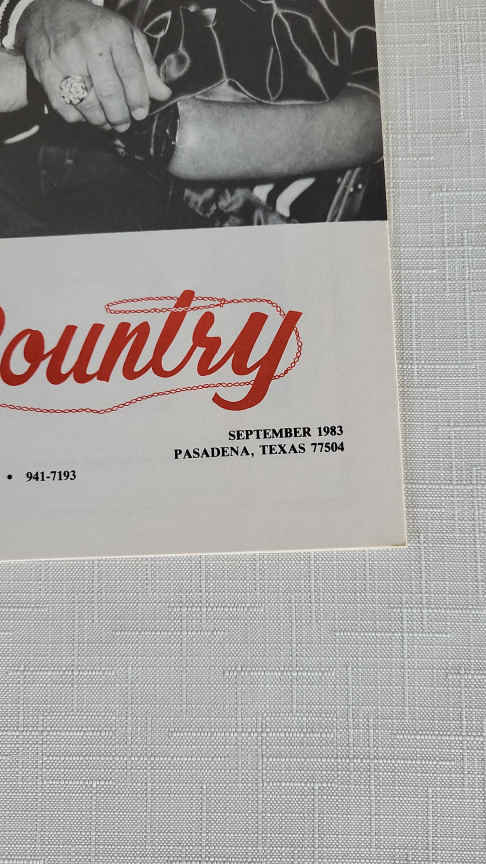 Country
SEPTEMBER 1983
PASADENA, TEXAS 77504
• 941-7193